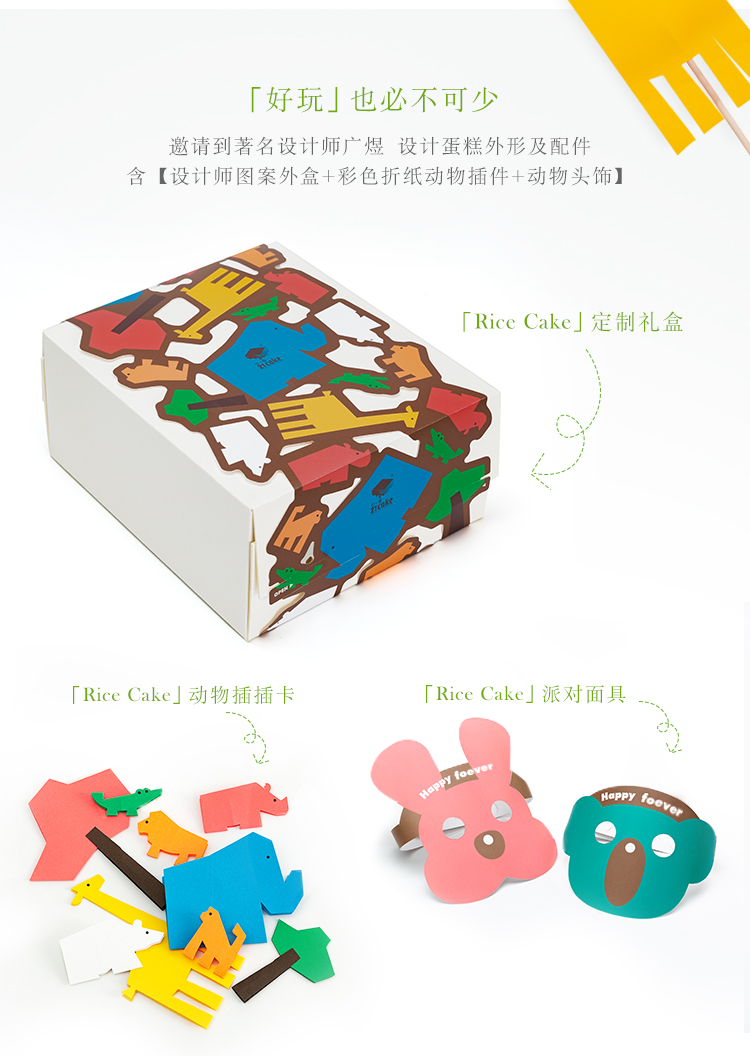 「好玩」也必不可少
邀请到著名设计师广煜 设计蛋糕外形及配件
含【设计师图案外盒+彩色折纸动物插件+动物头饰】
「Rice Cake」定制礼盒
21cake
21cake
OPEN
「Rice Cake」动物插插卡
「Rice Cake」派对面具
Happy foever
Happy foever